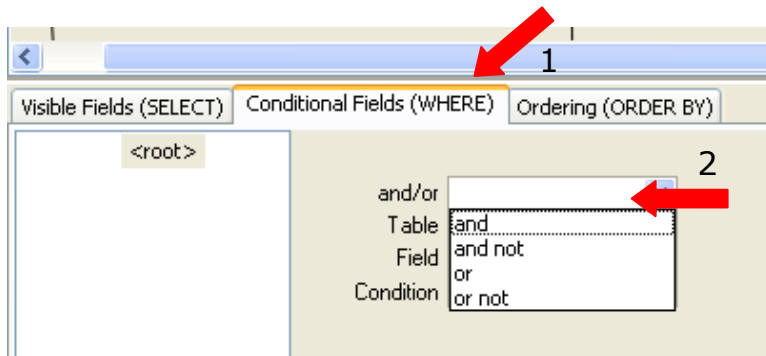 1
Visible Fields (SELECT) Conditional Fields (WHERE) Ordering (ORDER BY)
<root>
2
and/or
Table and
Field and not
or
Condition or not